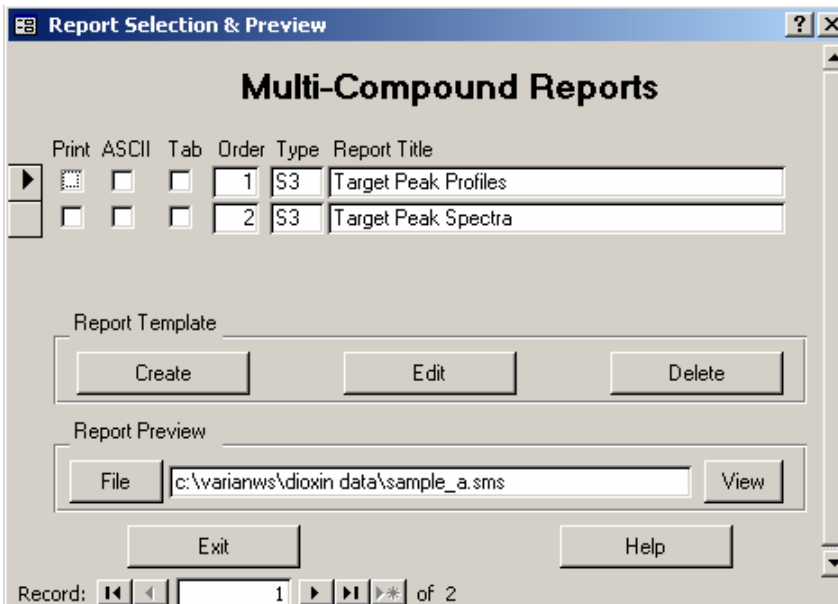 Report Selection & Preview
Multi-Compound Reports
Print ASCII Tab Order Type Report Title
1 S3 Target Peak Profiles
2 S3 Target Peak Spectra
Report Template
Create Edit Delete
Report Preview
File c:\varianws\dioxin data\sample_a.sms View
Exit Help
Record: 1 of 2